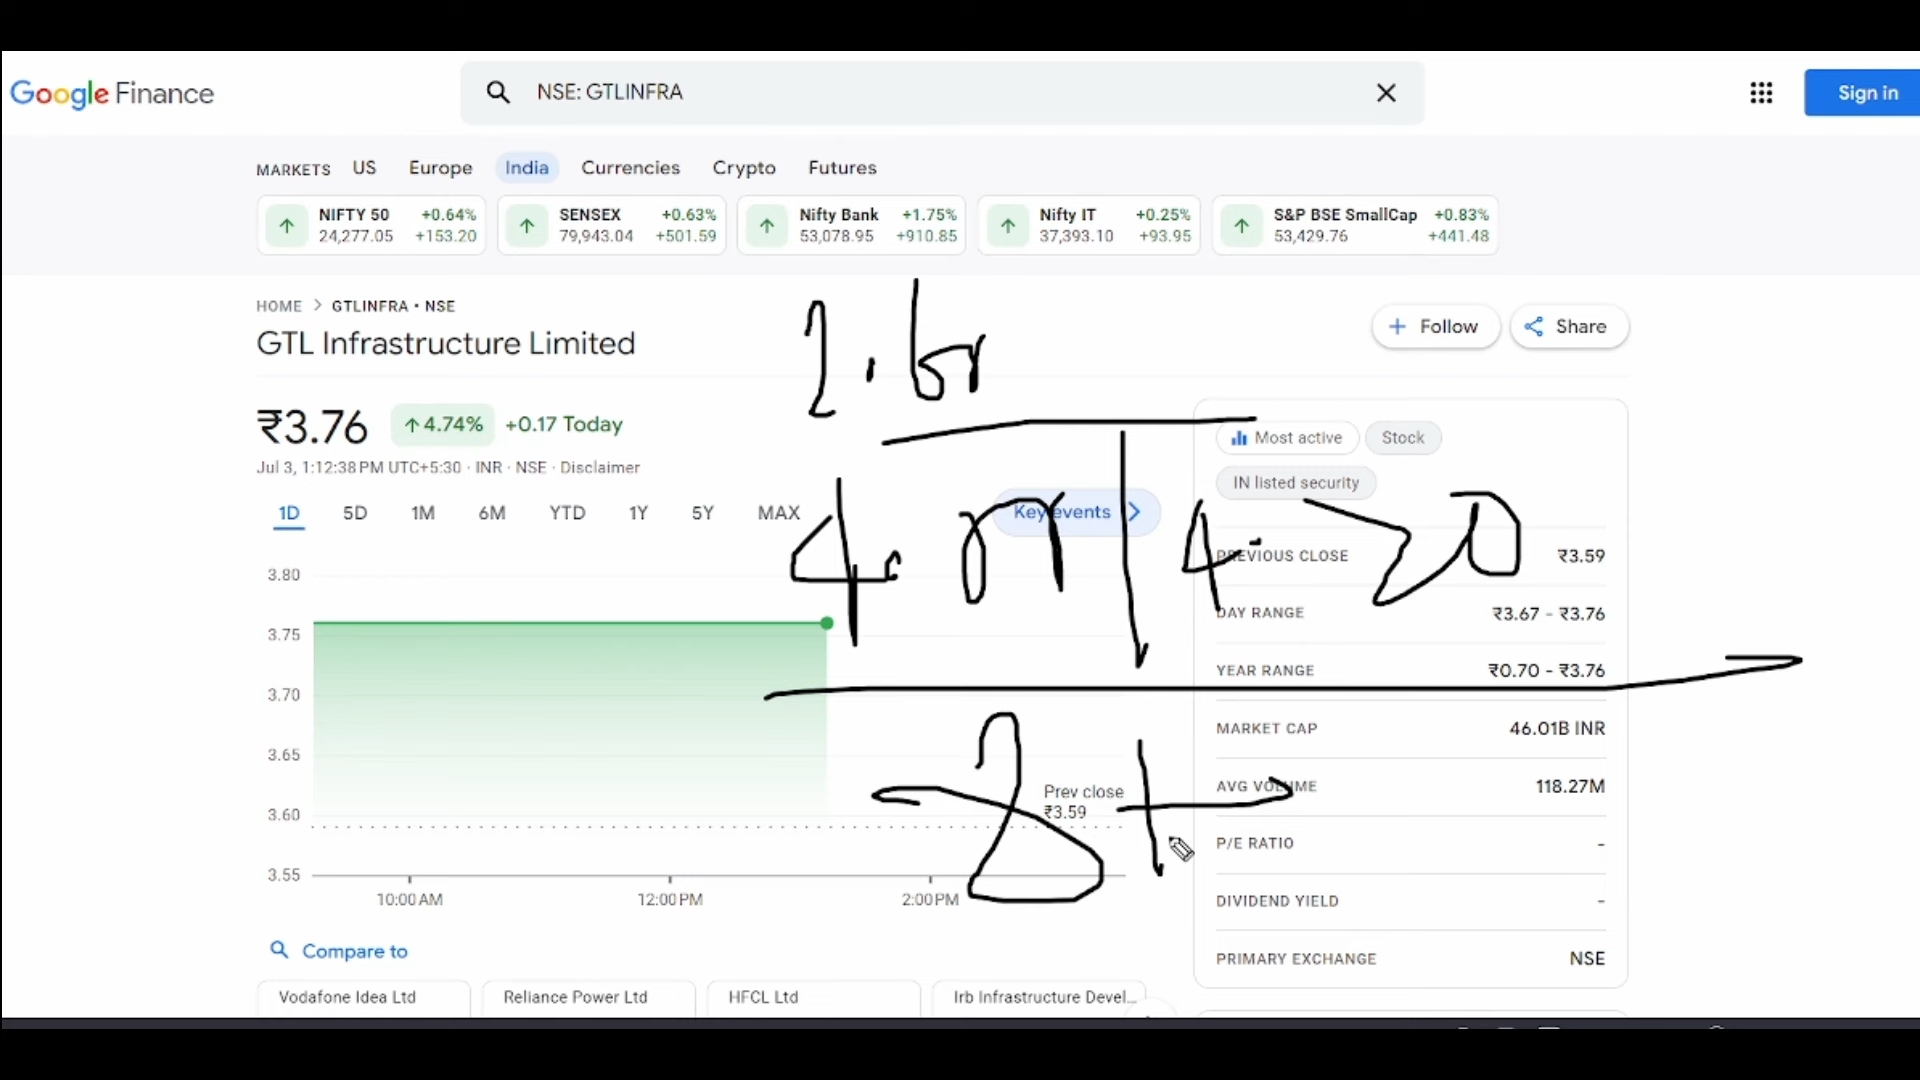 Google Finance
NSE: GTLINFRA
Sign in
MARKETS US Europe India Currencies Crypto Futures
NIFTY 50 +0.64% SENSEX +0.63% Nifty Bank +1.75% Nifty IT +0.25% S&P BSE SmallCap +0.83%
24,277.05 +153.20 79,943.04 +501.59 53,078.95 +910.85 37,393.10 +93.95 53,429.76 +441.48
HOME > GTLINFRA • NSE
GTL Infrastructure Limited
Follow Share
₹3.76 4.74% +0.17 Today
Jul 3, 1:12:38 PM UTC+5:30 · INR · NSE · Disclaimer
1D 5D 1M 6M YTD 1Y 5Y MAX
Key events
3.80
3.75
3.70
3.65
3.60
3.55
Prev close
₹3.59
10:00 AM 12:00 PM 2:00 PM
Most active Stock
IN listed security
PREVIOUS CLOSE ₹3.59
DAY RANGE ₹3.67 - ₹3.76
YEAR RANGE ₹0.70 - ₹3.76
MARKET CAP 46.01B INR
AVG VOLUME 118.27M
P/E RATIO -
DIVIDEND YIELD -
PRIMARY EXCHANGE NSE
Compare to
Vodafone Idea Ltd Reliance Power Ltd HFCL Ltd Irb Infrastructure Devel...